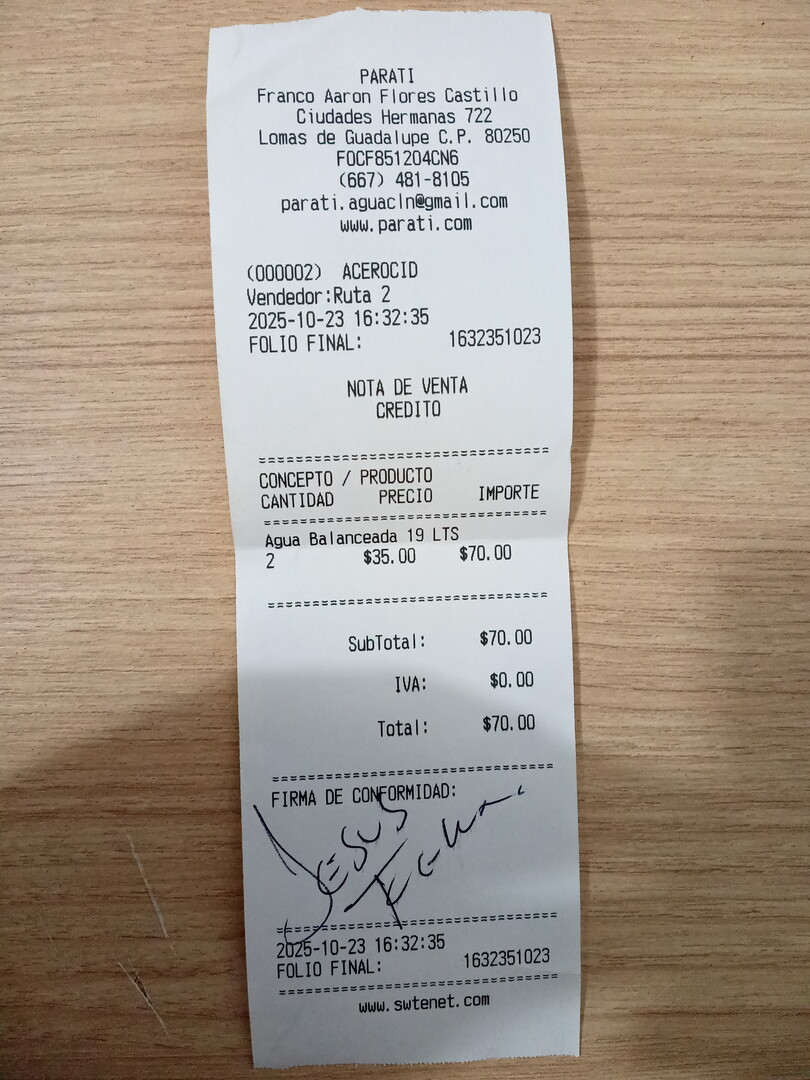 PARATI
Franco Aaron Flores Castillo
Ciudades Hermanas 722
Lomas de Guadalupe C.P. 80250
FOCF851204CN6
(667) 481-8105
parati.aguacln@gmail.com
www.parati.com
(000002) ACEROCID
Vendedor:Ruta 2
2025-10-23 16:32:35
FOLIO FINAL: 1632351023
NOTA DE VENTA
CREDITO
CONCEPTO / PRODUCTO
CANTIDAD PRECIO IMPORTE
Agua Balanceada 19 LTS
2 $35.00 $70.00
SubTotal: $70.00
IVA: $0.00
Total: $70.00
FIRMA DE CONFORMIDAD:
Jesus
2025-10-23 16:32:35
FOLIO FINAL: 1632351023
www.swtenet.com